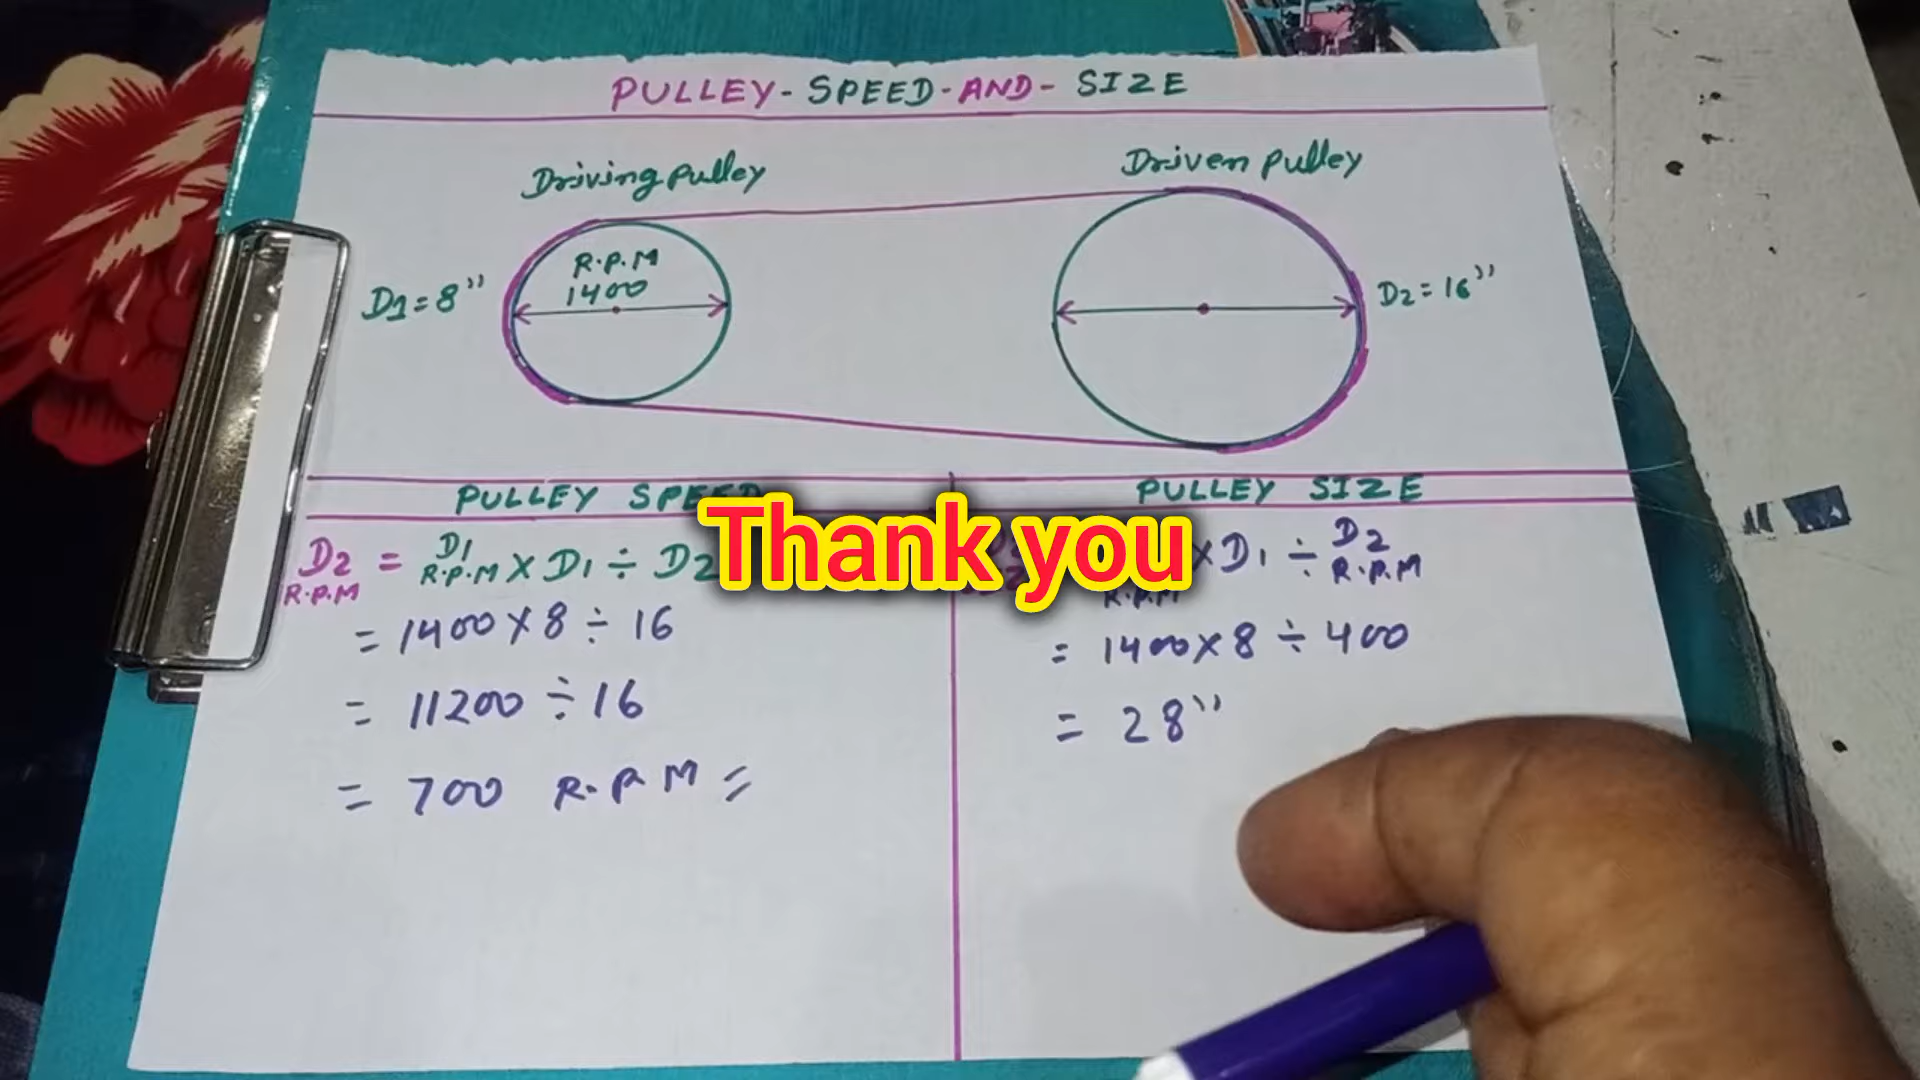 PULLEY - SPEED - AND - SIZE
Driving pulley
Driven pulley
R.P.M
1400
D1 = 8"
D2 = 16"
PULLEY SPEED
D2 R.P.M = D1 R.P.M X D1 ÷ D2
= 1400 X 8 ÷ 16
= 11200 ÷ 16
= 700 R.P.M =
PULLEY SIZE
R.P.M X D1 ÷ D2 R.P.M
= 1400 X 8 ÷ 400
= 28"
Thank you